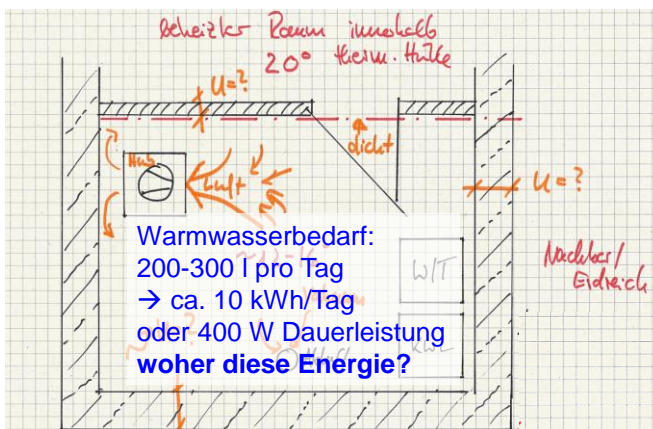 beheizter Raum innerhalb
20° therm. Hülle
U=?
dicht
Luft
U=?
Warmwasserbedarf:
200-300 l pro Tag
→ ca. 10 kWh/Tag
oder 400 W Dauerleistung
woher diese Energie?
W/T
Nachbar/
Erdreich